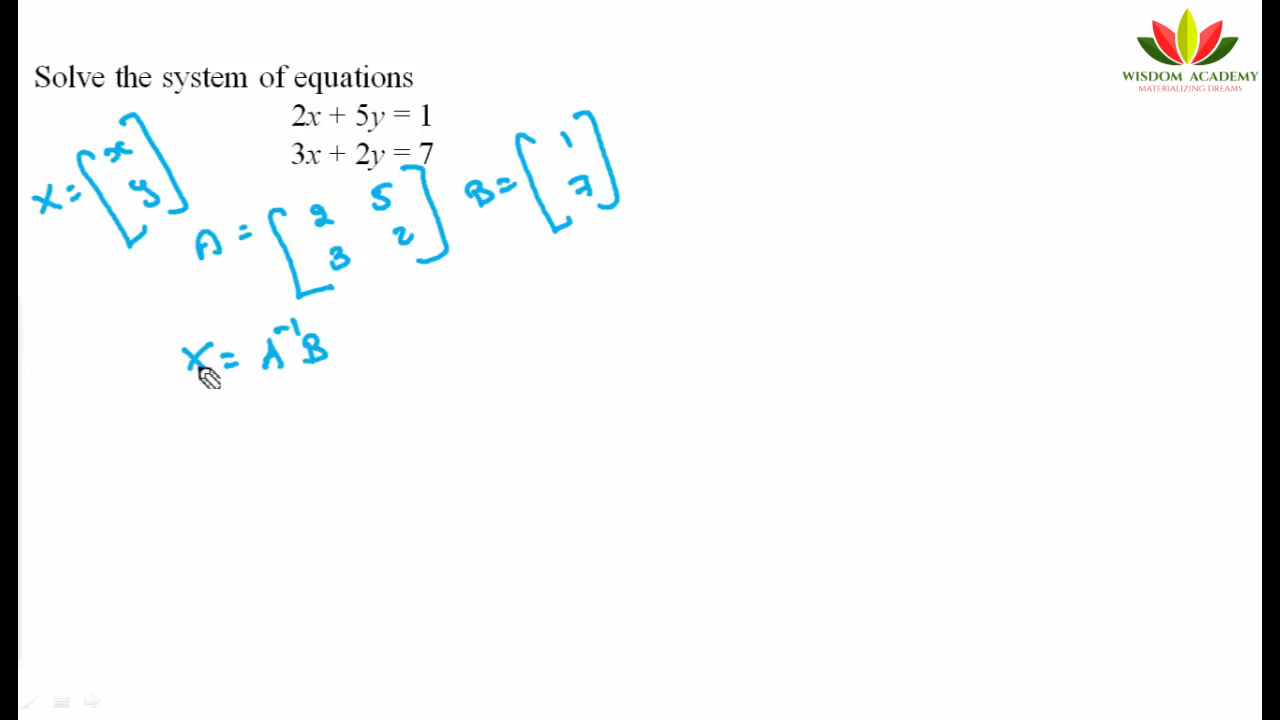 WISDOM ACADEMY
MATERIALIZING DREAMS
Solve the system of equations
2x + 5y = 1
3x + 2y = 7
X = [x
y]
A = [2 5
3 2]
B = [1
7]
X = A⁻¹B